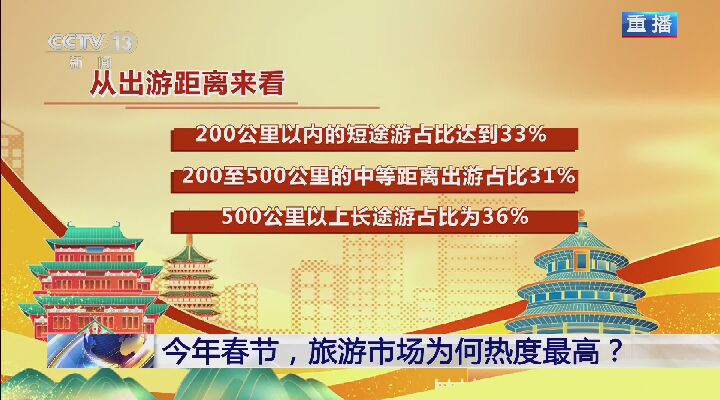 CCTV 13
新闻
重播
从出游距离来看
200公里以内的短途游占比达到33%
200至500公里的中等距离出游占比31%
500公里以上长途游占比为36%
今年春节，旅游市场为何热度最高？